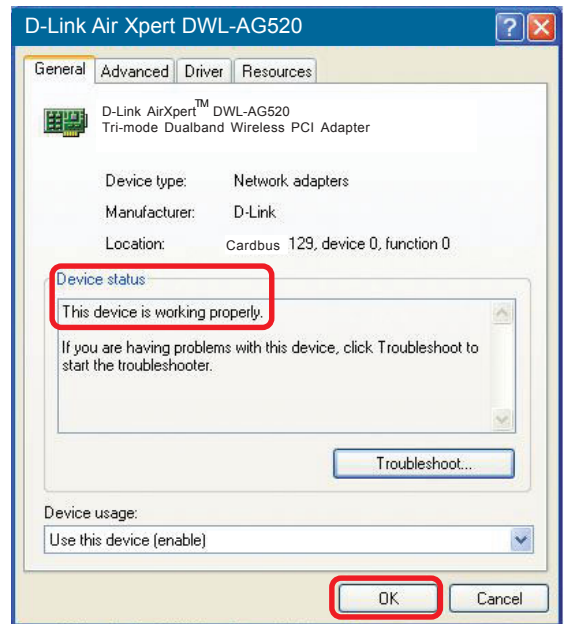 D-Link Air Xpert DWL-AG520
General Advanced Driver Resources
D-Link AirXpert™ DWL-AG520
Tri-mode Dualband Wireless PCI Adapter
Device type: Network adapters
Manufacturer: D-Link
Location: Cardbus 129, device 0, function 0
Device status
This device is working properly.
If you are having problems with this device, click Troubleshoot to
start the troubleshooter.
Troubleshoot...
Device usage:
Use this device (enable)
OK Cancel